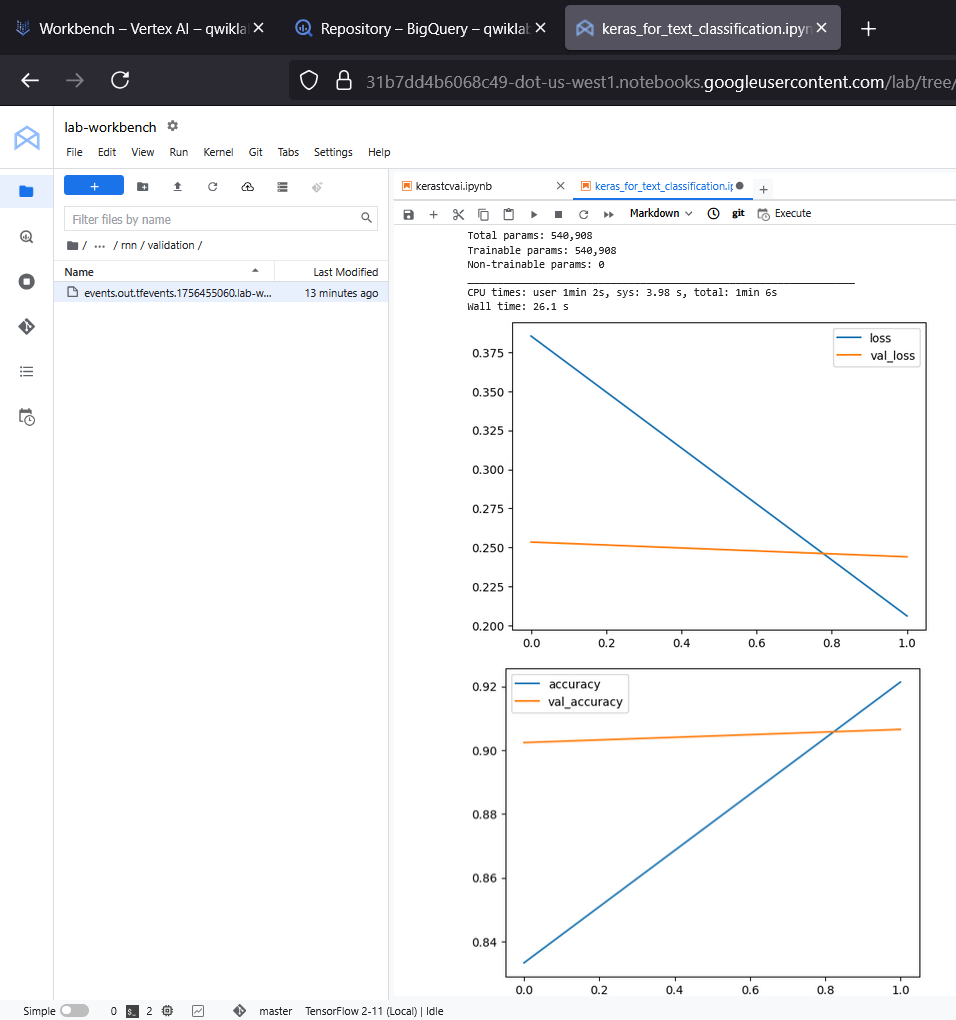 Workbench – Vertex AI – qwikla
Repository – BigQuery – qwiklab
keras_for_text_classification.ipyn
31b7dd4b6068c49-dot-us-west1.notebooks.googleusercontent.com/lab/tree/
lab-workbench
File Edit View Run Kernel Git Tabs Settings Help
Filter files by name
/ ... / rnn / validation /
Name Last Modified
events.out.tfevents.1756455060.lab-w... 13 minutes ago
kerastcvai.ipynb
keras_for_text_classification.ip
Markdown
git
Execute
Total params: 540,908
Trainable params: 540,908
Non-trainable params: 0
CPU times: user 1min 2s, sys: 3.98 s, total: 1min 6s
Wall time: 26.1 s
loss
val_loss
0.375
0.350
0.325
0.300
0.275
0.250
0.225
0.200
0.0 0.2 0.4 0.6 0.8 1.0
accuracy
val_accuracy
0.92
0.90
0.88
0.86
0.84
0.0 0.2 0.4 0.6 0.8 1.0
Simple 0 2 master TensorFlow 2-11 (Local) | Idle